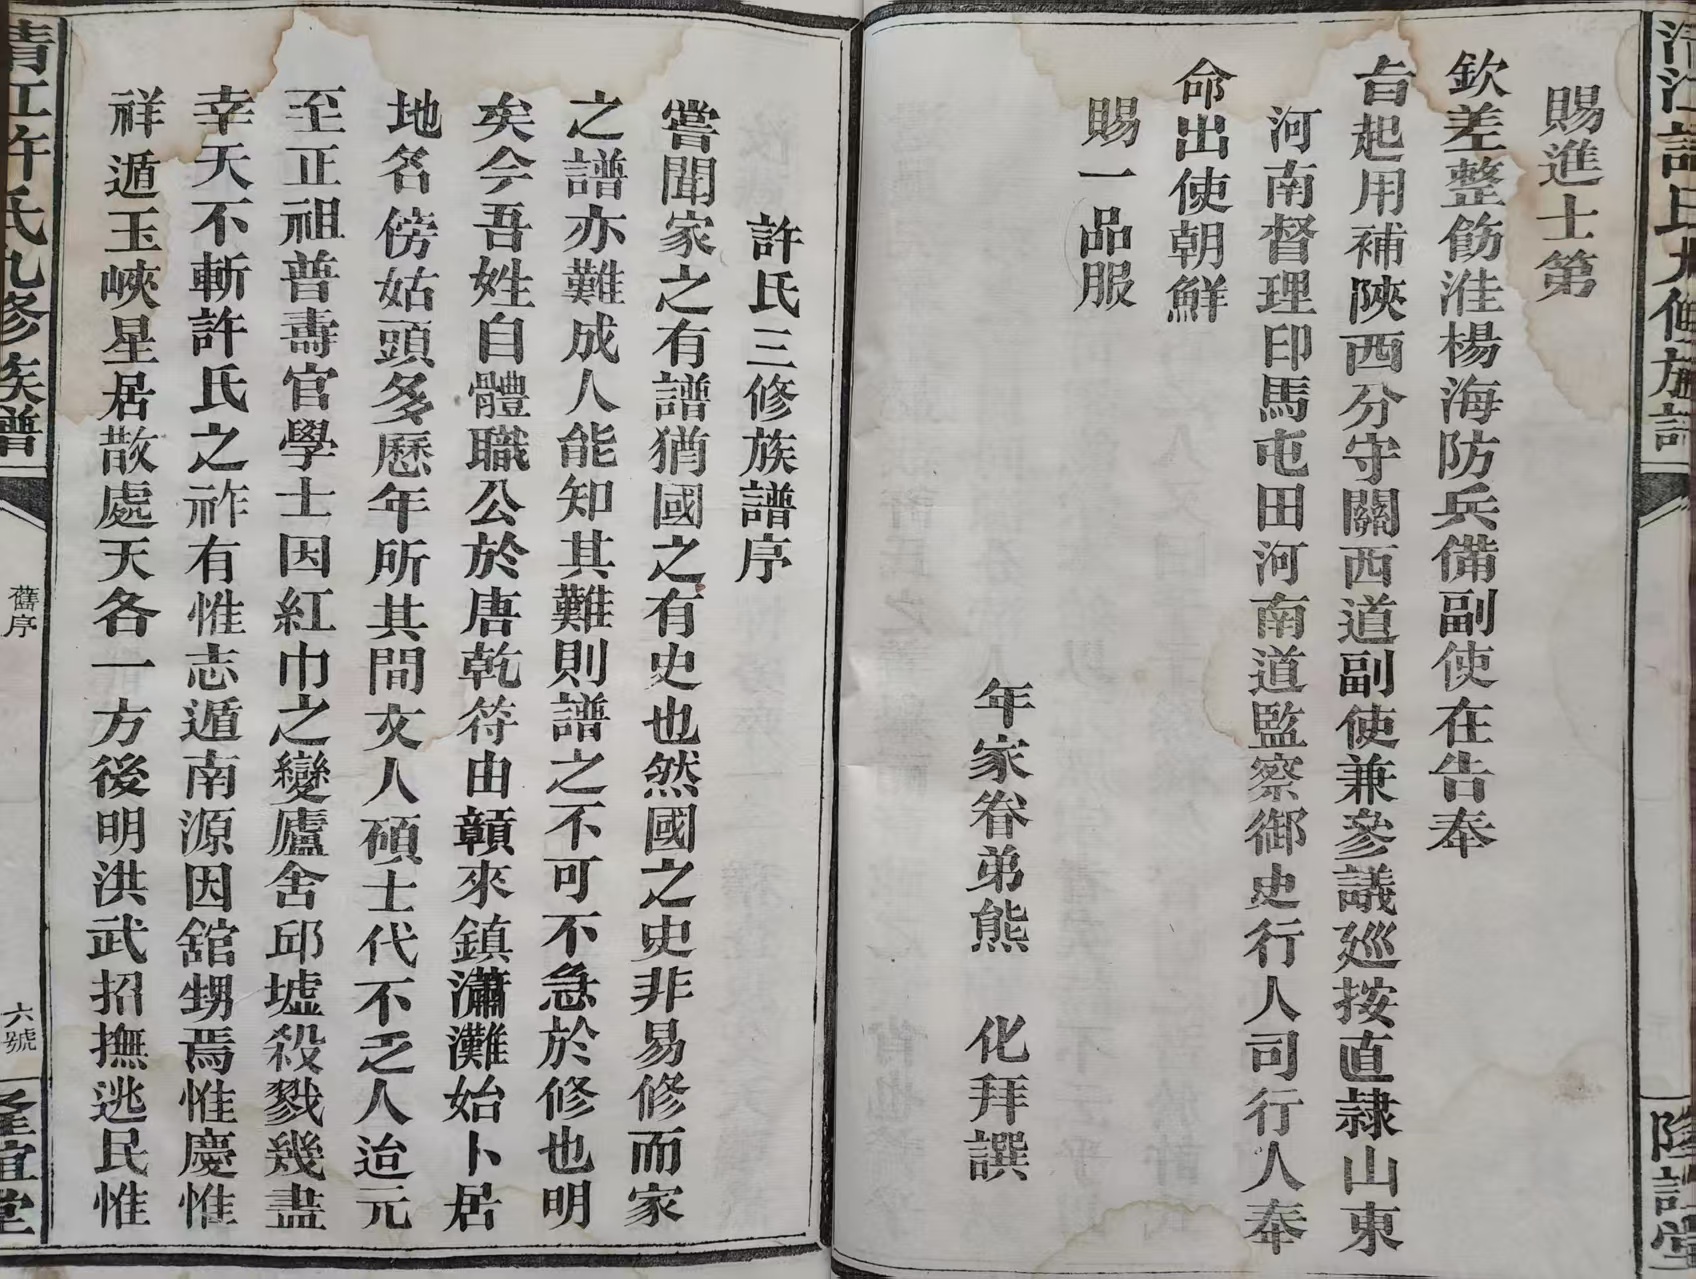 賜進士第
欽差整飭淮楊海防兵備副使在告奉
旨起用補陝西分守關西道副使兼參議廵按直隷山東
河南督理印馬屯田河南道監察御史行人司行人奉
命出使朝鮮
賜一品服
年家眷弟熊 化拜譔
許氏三修族譜序
嘗聞家之有譜猶國之有史也然國之史非易修而家
之譜亦難成人能知其難則譜之不可不急於修也明
矣今吾姓自體職公於唐乾符由贛來鎮瀟灘始卜居
地名傍姑頭多歷年所其間文人碩士代不乏人迨元
至正祖普壽官學士因紅巾之變廬舍邱墟殺戮幾盡
幸天不斬許氏之祚有惟志遁南源因舘甥焉惟慶惟
祥遁玉峽星居散處天各一方後明洪武招撫逃民惟
清江許氏九修族譜
舊序
六號
隆誼堂